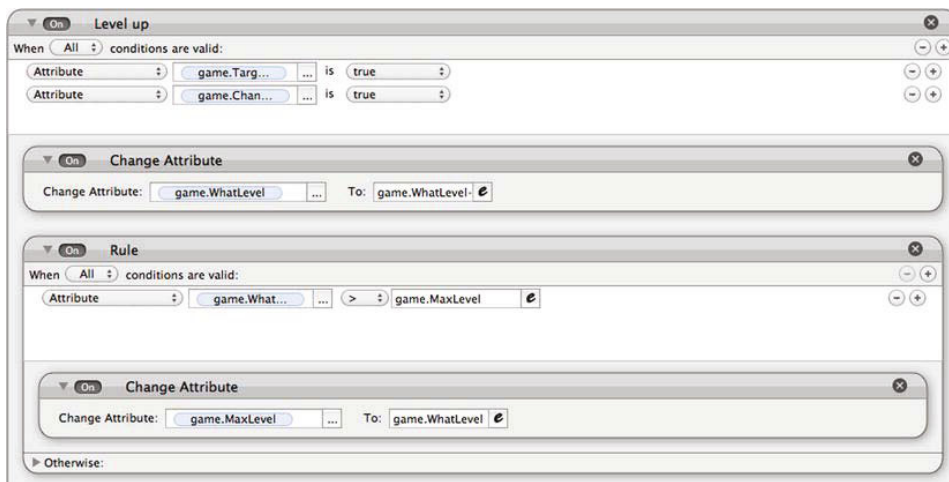 On Level up
When All conditions are valid:
Attribute game.Targ... ... is true
Attribute game.Chan... ... is true
On Change Attribute
Change Attribute: game.WhatLevel ... To: game.WhatLevel- e
On Rule
When All conditions are valid:
Attribute game.What... ... > game.MaxLevel e
On Change Attribute
Change Attribute: game.MaxLevel ... To: game.WhatLevel e
Otherwise: